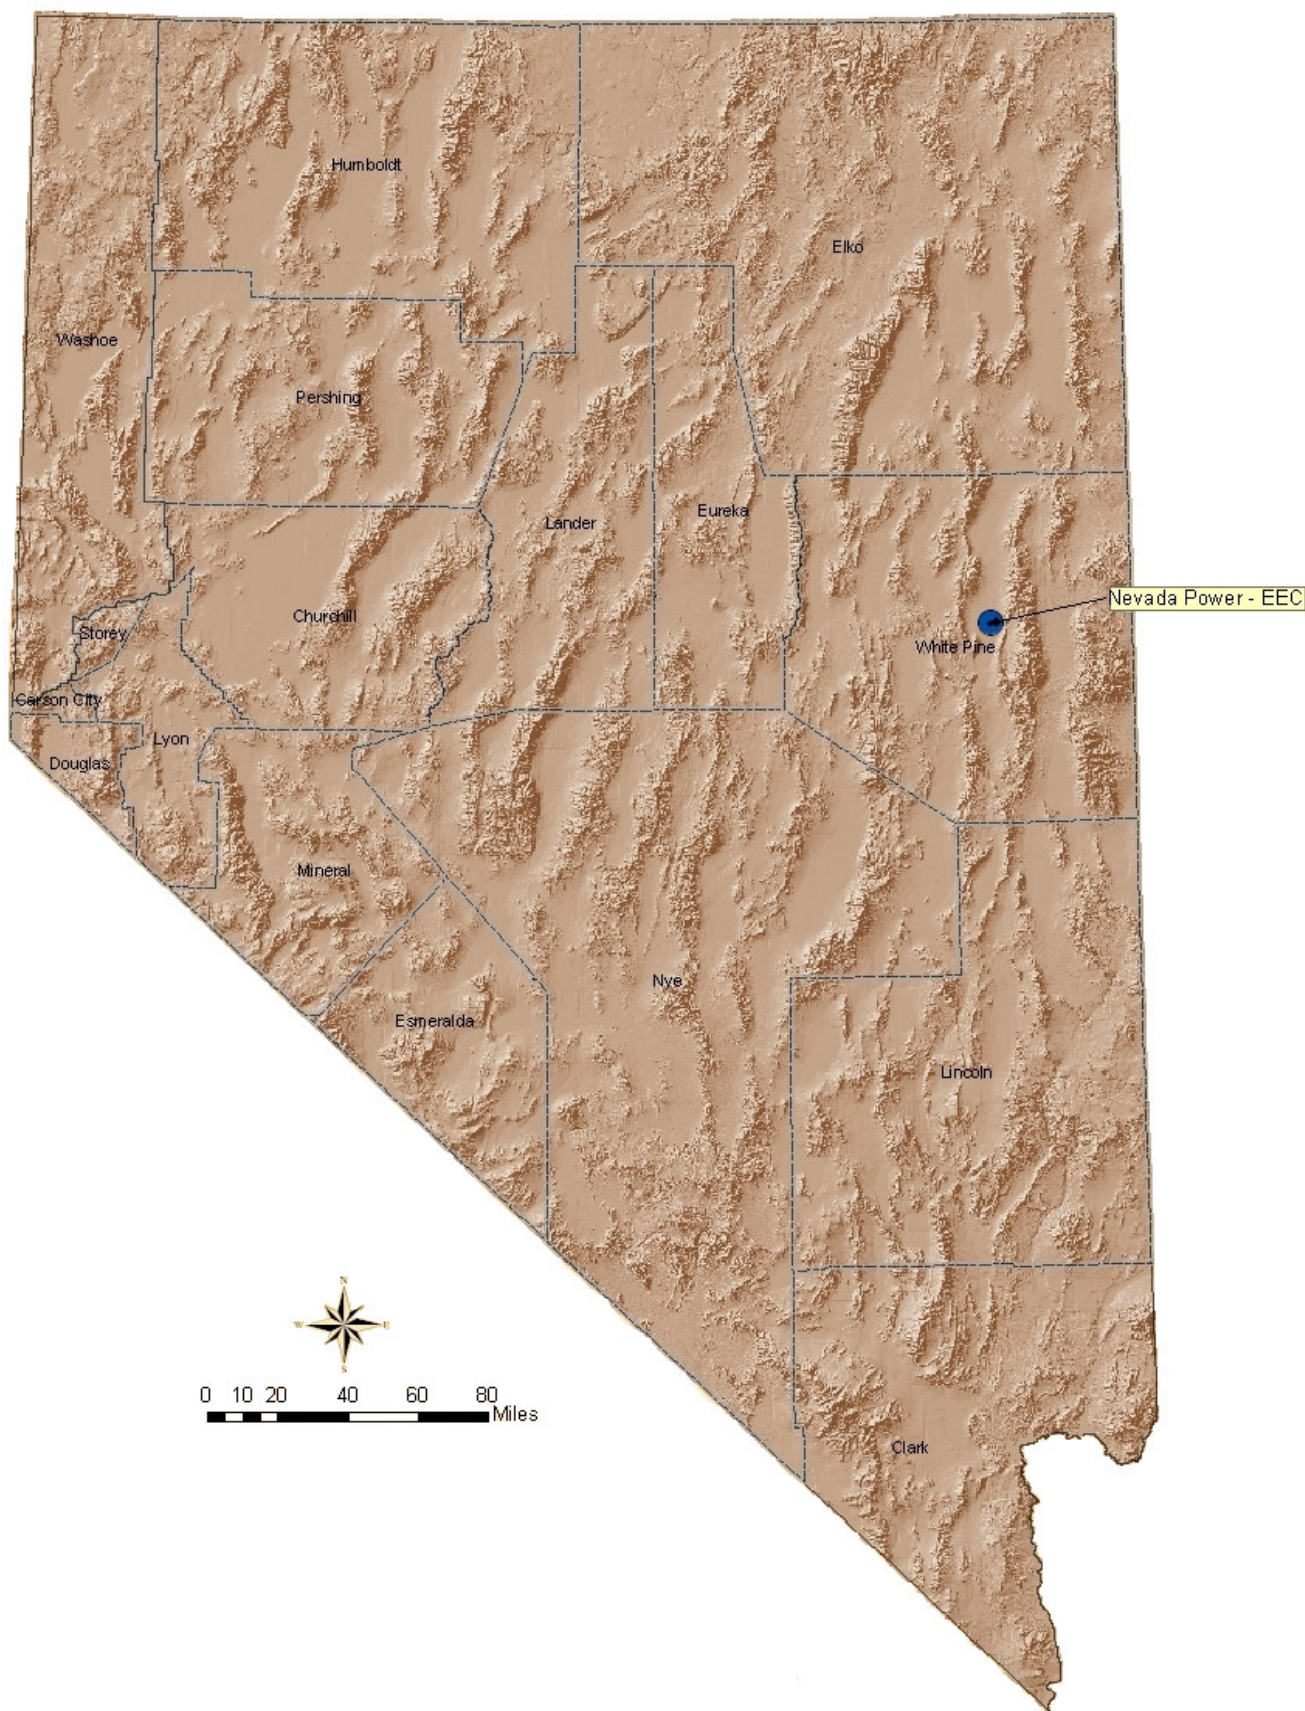 Humboldt
Elko
Washoe
Pershing
Lander
Eureka
Nevada Power - EEC
Churchill
Storey
White Pine
Carson City
Lyon
Douglas
Mineral
Nye
Esmeralda
Lincoln
N
W E
S
0 10 20 40 60 80
Miles
Clark